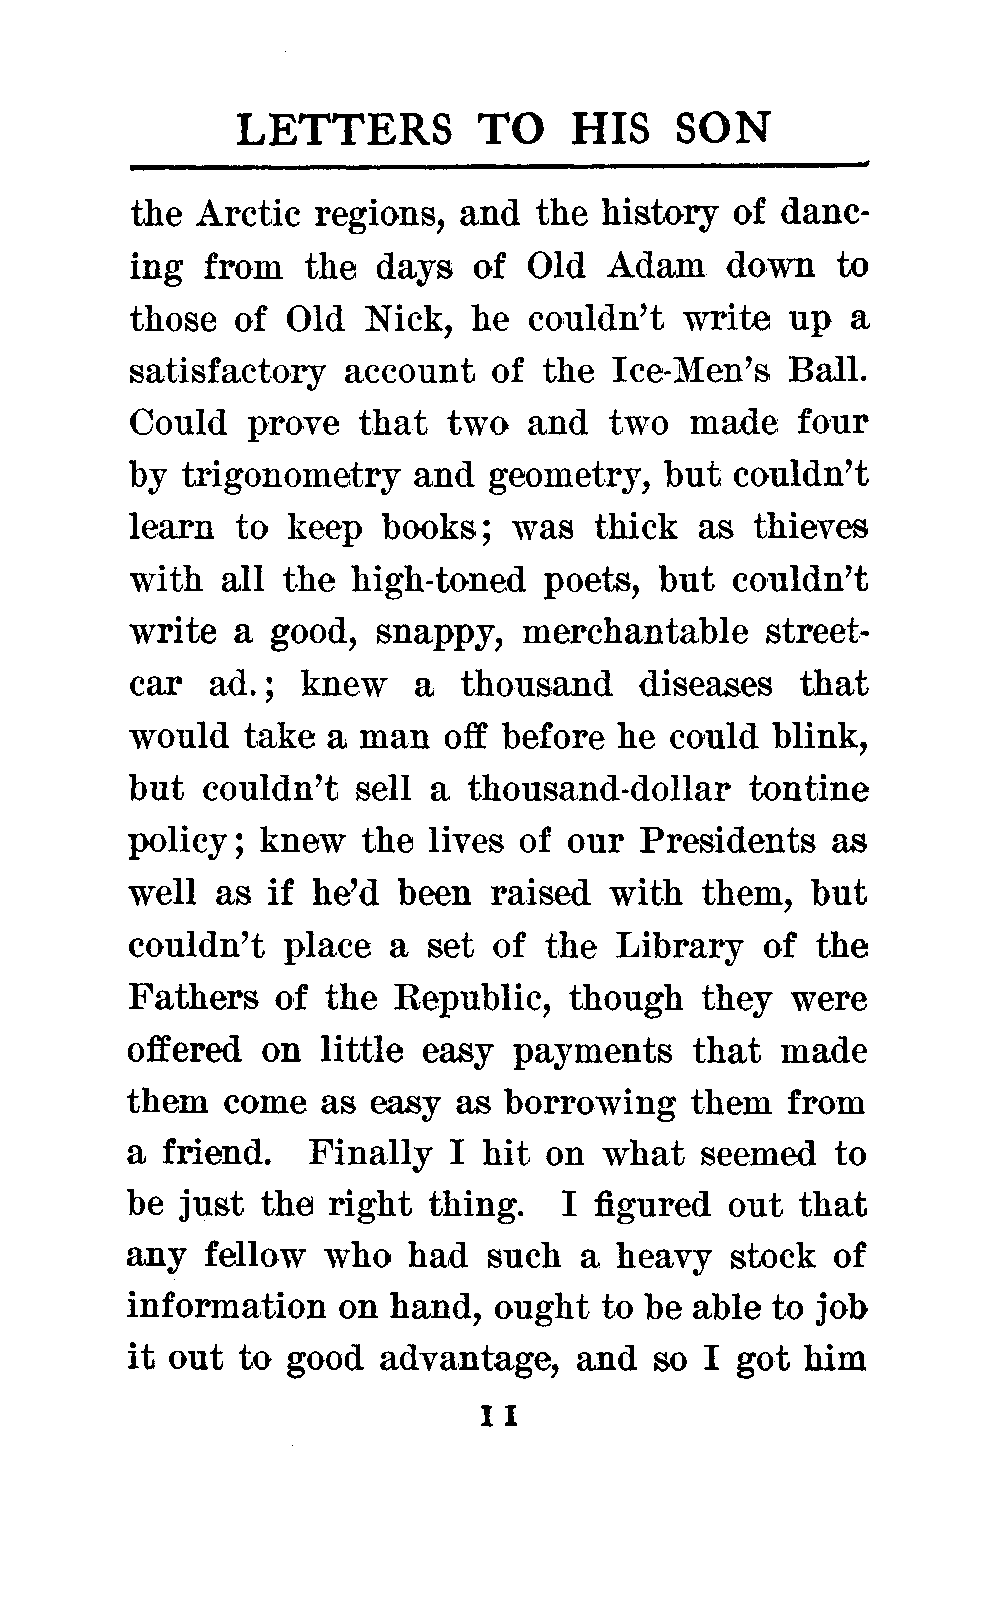 LETTERS TO HIS SON
the Arctic regions, and the history of danc-
ing from the days of Old Adam down to
those of Old Nick, he couldn't write up a
satisfactory account of the Ice-Men's Ball.
Could prove that two and two made four
by trigonometry and geometry, but couldn't
learn to keep books; was thick as thieves
with all the high-toned poets, but couldn't
write a good, snappy, merchantable street-
car ad.; knew a thousand diseases that
would take a man off before he could blink,
but couldn't sell a thousand-dollar tontine
policy; knew the lives of our Presidents as
well as if he'd been raised with them, but
couldn't place a set of the Library of the
Fathers of the Republic, though they were
offered on little easy payments that made
them come as easy as borrowing them from
a friend. Finally I hit on what seemed to
be just the right thing. I figured out that
any fellow who had such a heavy stock of
information on hand, ought to be able to job
it out to good advantage, and so I got him
11